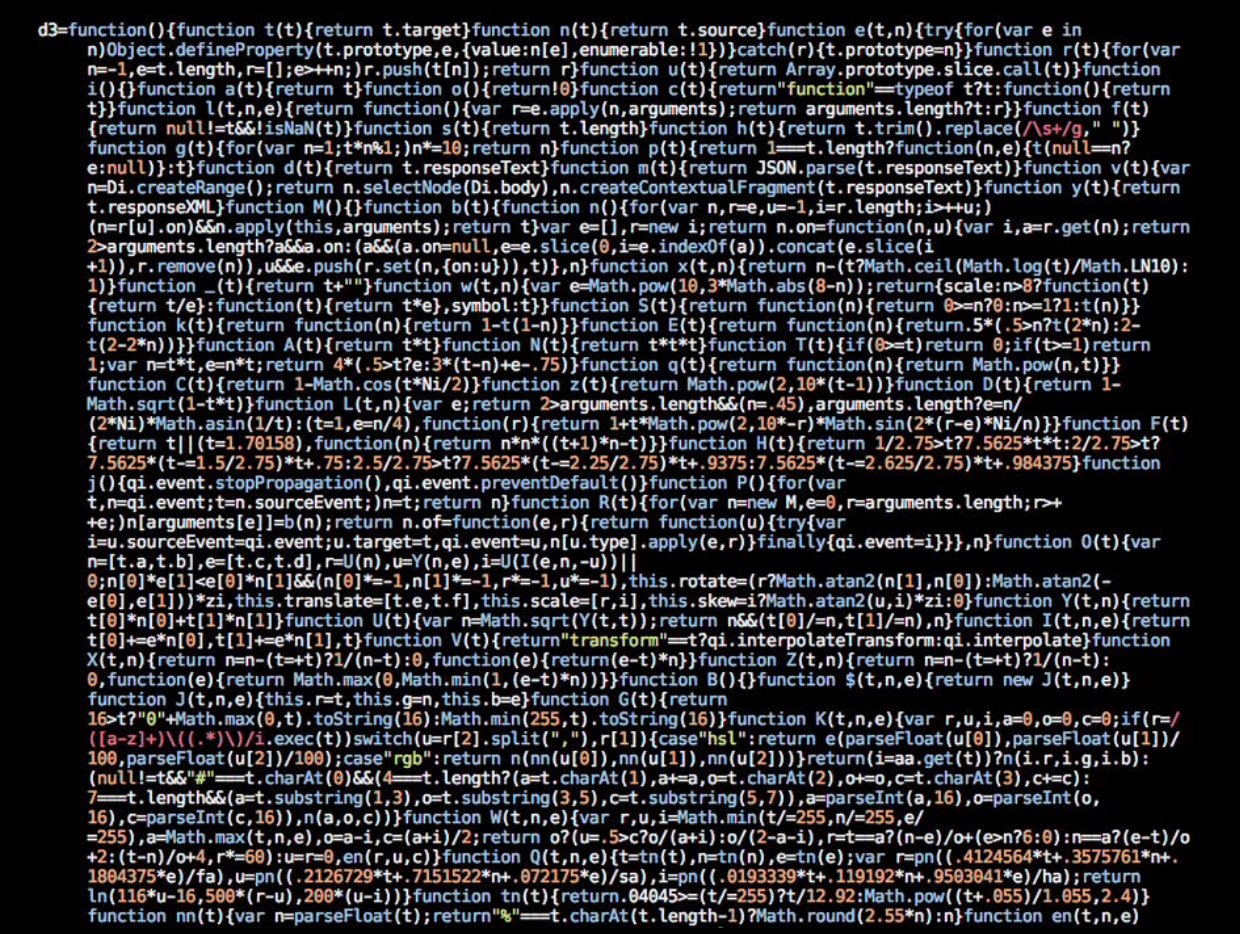 d3=function(){function t(t){return t.target}function n(t){return t.source}function e(t,n){try{for(var e in
n)Object.defineProperty(t.prototype,e,{value:n[e],enumerable:!1})}catch(r){t.prototype=n}}function r(t){for(var
n=-1,e=t.length,r=[];e>++n;)r.push(t[n]);return r}function u(t){return Array.prototype.slice.call(t)}function
i(){}function a(t){return t}function o(){return!0}function c(t){return"function"==typeof t?t:function(){return
t}}function l(t,n,e){return function(){var r=e.apply(n,arguments);return arguments.length?t:r}}function f(t)
{return null!=t&&!isNaN(t)}function s(t){return t.length}function h(t){return t.trim().replace(/\s+/g," ")}
function g(t){for(var n=1;t*n%1;)n*=10;return n}function p(t){return 1===t.length?function(n,e){t(null==n?
e:null)}:t}function d(t){return t.responseText}function m(t){return JSON.parse(t.responseText)}function v(t){var
n=Di.createRange();return n.selectNode(Di.body),n.createContextualFragment(t.responseText)}function y(t){return
t.responseXML}function M(){}function b(t){function n(){for(var n,r=e,u=-1,i=r.length;i>++u;)
(n=r[u].on)&&n.apply(this,arguments);return t}var e=[],r=new i;return n.on=function(n,u){var i,a=r.get(n);return
2>arguments.length?a&&a.on:(a&&(a.on=null,e=e.slice(0,i=e.indexOf(a)).concat(e.slice(i
+1)),r.remove(n)),u&&e.push(r.set(n,{on:u})),t)},n}function x(t,n){return n-(t?Math.ceil(Math.log(t)/Math.LN10):
1)}function _(t){return t+""}function w(t,n){var e=Math.pow(10,3*Math.abs(8-n));return{scale:n>8?function(t)
{return t/e}:function(t){return t*e},symbol:t}}function S(t){return function(n){return 0>=n?0:n>=1?1:t(n)}}
function k(t){return function(n){return 1-t(1-n)}}function E(t){return function(n){return.5*(.5>n?t(2*n):2-
t(2-2*n))}}function A(t){return t*t}function N(t){return t*t*t}function T(t){if(0>=t)return 0;if(t>=1)return
1;var n=t*t,e=n*t;return 4*(.5>t?e:3*(t-n)+e-.75)}function q(t){return function(n){return Math.pow(n,t)}}
function C(t){return 1-Math.cos(t*Ni/2)}function z(t){return Math.pow(2,10*(t-1))}function D(t){return 1-
Math.sqrt(1-t*t)}function L(t,n){var e;return 2>arguments.length&&(n=.45),arguments.length?e=n/
(2*Ni)*Math.asin(1/t):(t=1,e=n/4),function(r){return 1+t*Math.pow(2,10*-r)*Math.sin(2*(r-e)*Ni/n)}}function F(t)
{return t||(t=1.70158),function(n){return n*n*((t+1)*n-t)}}function H(t){return 1/2.75>t?7.5625*t*t:2/2.75>t?
7.5625*(t-=1.5/2.75)*t+.75:2.5/2.75>t?7.5625*(t-=2.25/2.75)*t+.9375:7.5625*(t-=2.625/2.75)*t+.984375}function
j(){qi.event.stopPropagation(),qi.event.preventDefault()}function P(){for(var
t,n=qi.event;t=n.sourceEvent;)n=t;return n}function R(t){for(var n=new M,e=0,r=arguments.length;r>+
+e;)n[arguments[e]]=b(n);return n.of=function(e,r){return function(u){try{var
i=u.sourceEvent=qi.event;u.target=t,qi.event=u,n[u.type].apply(e,r)}finally{qi.event=i}}},n}function O(t){var
n=[t.a,t.b],e=[t.c,t.d],r=U(n),u=Y(n,e),i=U(I(e,n,-u))||
0;n[0]*e[1]<e[0]*n[1]&&(n[0]*=-1,n[1]*=-1,r*=-1,u*=-1),this.rotate=(r?Math.atan2(n[1],n[0]):Math.atan2(-
e[0],e[1]))*zi,this.translate=[t.e,t.f],this.scale=[r,i],this.skew=i?Math.atan2(u,i)*zi:0}function Y(t,n){return
t[0]*n[0]+t[1]*n[1]}function U(t){var n=Math.sqrt(Y(t,t));return n&&(t[0]/=n,t[1]/=n),n}function I(t,n,e){return
t[0]+=e*n[0],t[1]+=e*n[1],t}function V(t){return"transform"==t?qi.interpolateTransform:qi.interpolate}function
X(t,n){return n=n-(t=+t)?1/(n-t):0,function(e){return(e-t)*n}}function Z(t,n){return n=n-(t=+t)?1/(n-t):
0,function(e){return Math.max(0,Math.min(1,(e-t)*n))}}function B(){}function $(t,n,e){return new J(t,n,e)}
function J(t,n,e){this.r=t,this.g=n,this.b=e}function G(t){return
16>t?"0"+Math.max(0,t).toString(16):Math.min(255,t).toString(16)}function K(t,n,e){var r,u,i,a=0,o=0,c=0;if(r=/
([a-z]+)\((.*)\)/i.exec(t))switch(u=r[2].split(","),r[1]){case"hsl":return e(parseFloat(u[0]),parseFloat(u[1])/
100,parseFloat(u[2])/100);case"rgb":return n(nn(u[0]),nn(u[1]),nn(u[2]))}return(i=aa.get(t))?n(i.r,i.g,i.b):
(null!=t&&"#"===t.charAt(0)&&(4===t.length?(a=t.charAt(1),a+=a,o=t.charAt(2),o+=o,c=t.charAt(3),c+=c):
7===t.length&&(a=t.substring(1,3),o=t.substring(3,5),c=t.substring(5,7)),a=parseInt(a,16),o=parseInt(o,
16),c=parseInt(c,16)),n(a,o,c))}function W(t,n,e){var r,u,i=Math.min(t/=255,n/=255,e/
=255),a=Math.max(t,n,e),o=a-i,c=(a+i)/2;return o?(u=.5>c?o/(a+i):o/(2-a-i),r=t==a?(n-e)/o+(e>n?6:0):n==a?(e-t)/o
+2:(t-n)/o+4,r*=60):u=r=0,en(r,u,c)}function Q(t,n,e){t=tn(t),n=tn(n),e=tn(e);var r=pn((.4124564*t+.3575761*n+.
1804375*e)/fa),u=pn((.2126729*t+.7151522*n+.072175*e)/sa),i=pn((.0193339*t+.119192*n+.9503041*e)/ha);return
ln(116*u-16,500*(r-u),200*(u-i))}function tn(t){return.04045>=(t/=255)?t/12.92:Math.pow((t+.055)/1.055,2.4)}
function nn(t){var n=parseFloat(t);return"%"===t.charAt(t.length-1)?Math.round(2.55*n):n}function en(t,n,e)